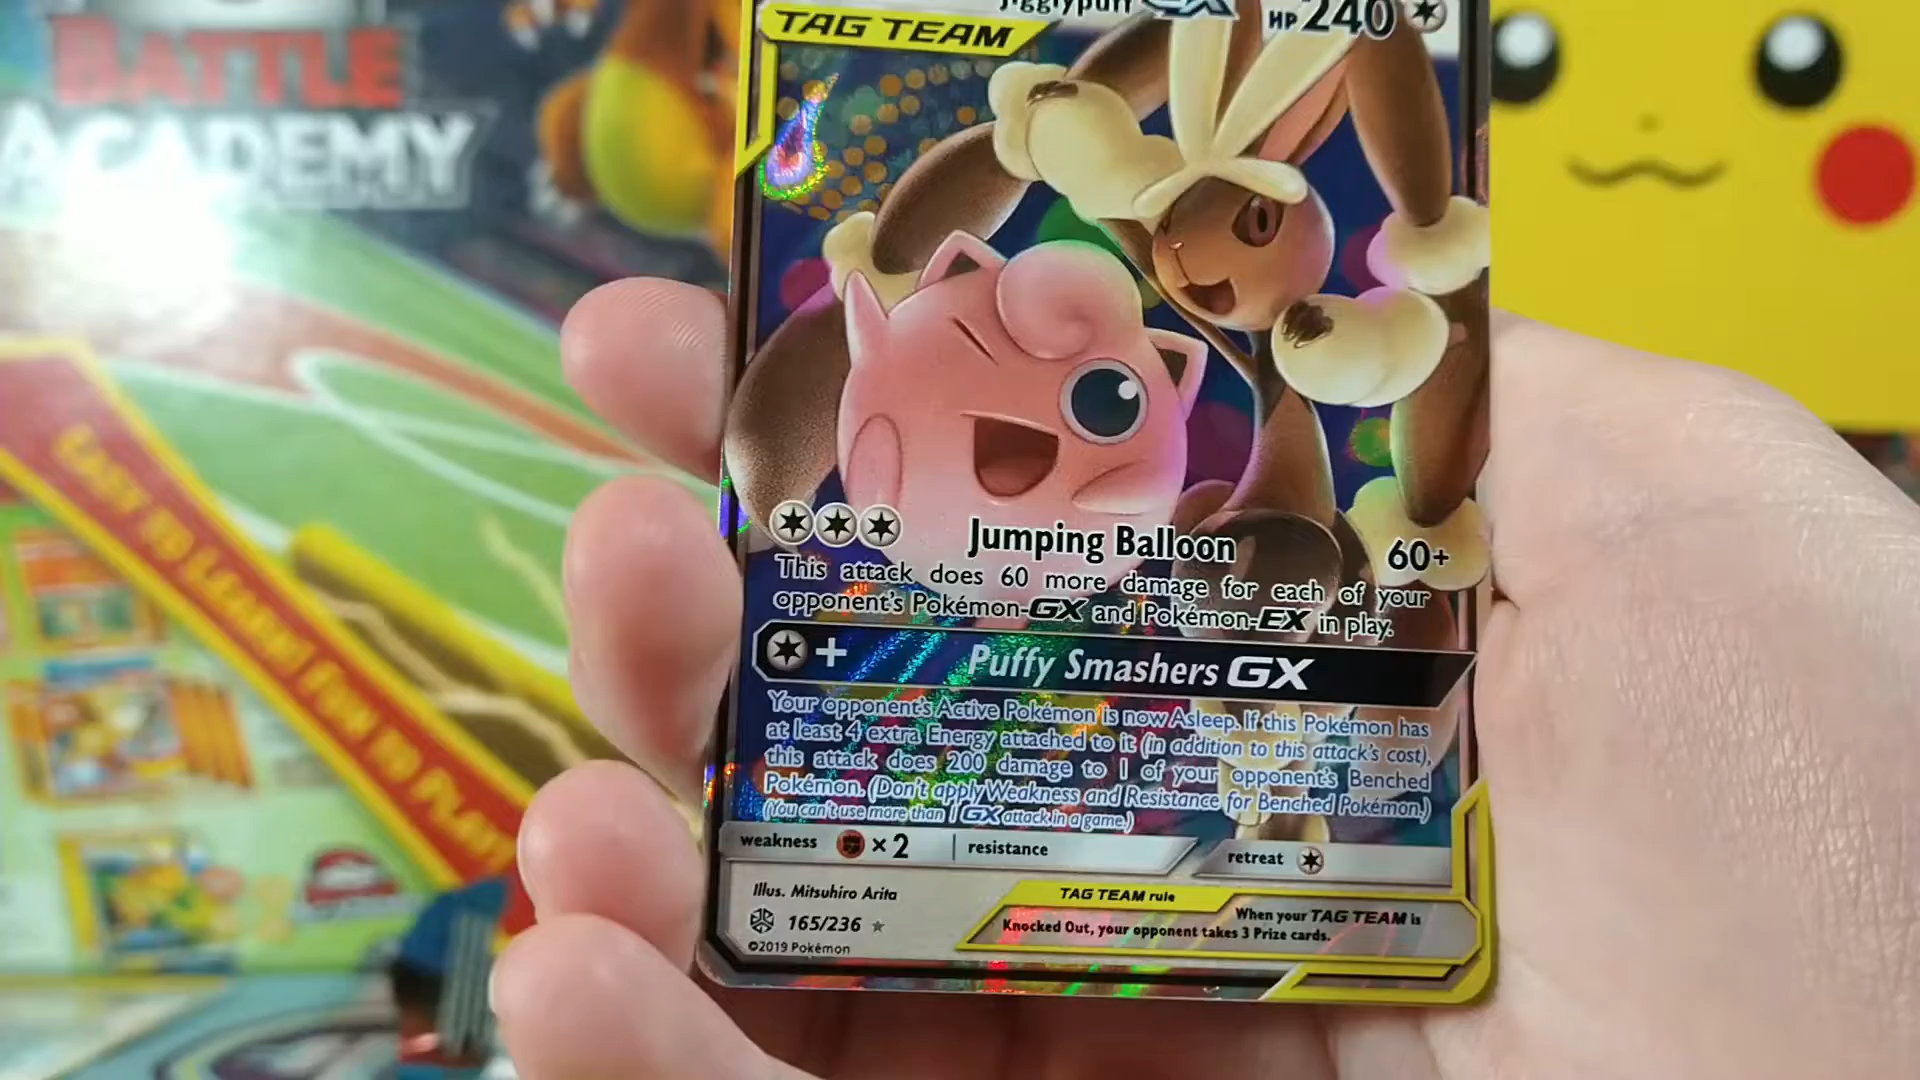 BATTLE
ACADEMY
EASY TO LEARN! FUN TO PLAY!
Jigglypuff GX HP 240
TAG TEAM
Jumping Balloon 60+
This attack does 60 more damage for each of your
opponent's Pokémon-GX and Pokémon-EX in play.
+ Puffy Smashers GX
Your opponent's Active Pokémon is now Asleep. If this Pokémon has
at least 4 extra Energy attached to it (in addition to this attack's cost),
this attack does 200 damage to 1 of your opponent's Benched
Pokémon. (Don't apply Weakness and Resistance for Benched Pokémon.)
(You can't use more than 1 GX attack in a game.)
weakness ×2 resistance retreat
Illus. Mitsuhiro Arita
165/236
©2019 Pokémon
TAG TEAM rule
When your TAG TEAM is
Knocked Out, your opponent takes 3 Prize cards.